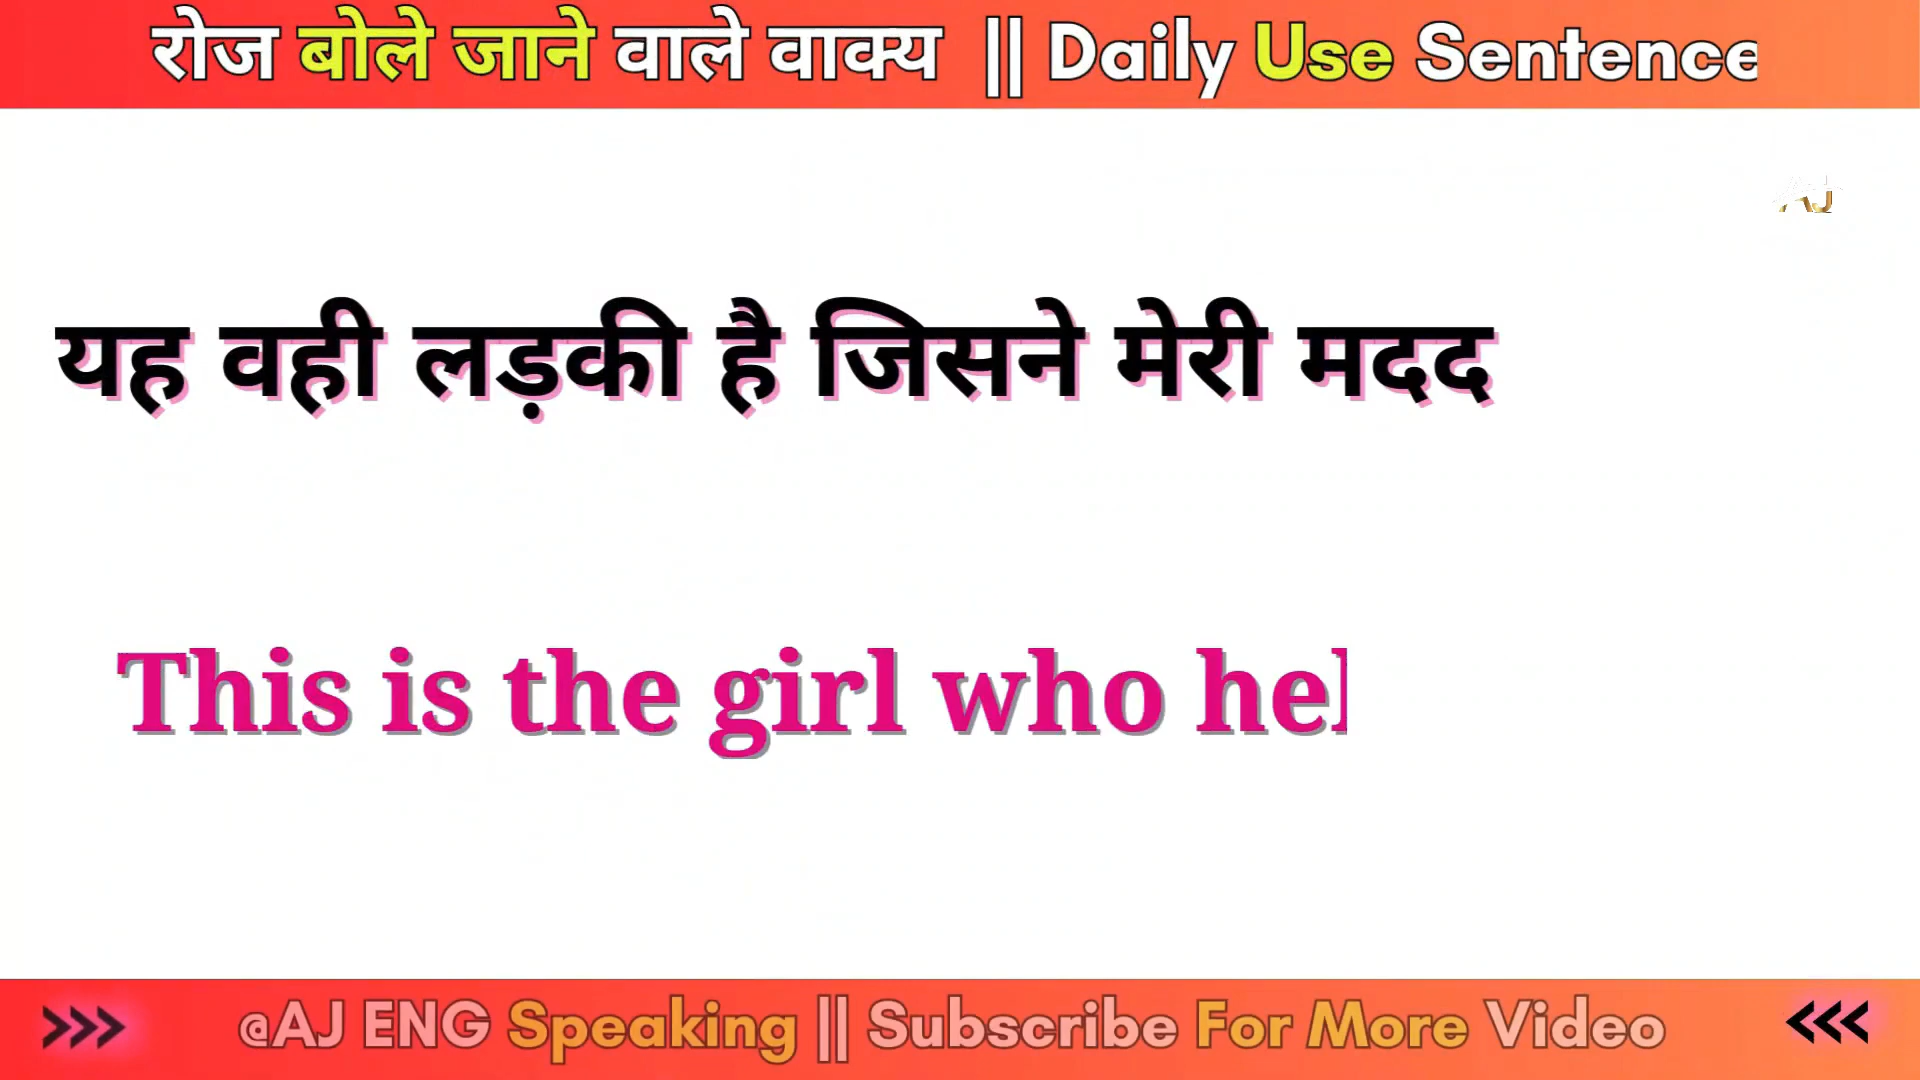 रोज बोले जाने वाले वाक्य || Daily Use Sentence
AJ
यह वही लड़की है जिसने मेरी मदद
This is the girl who hel
@AJ ENG Speaking || Subscribe For More Video